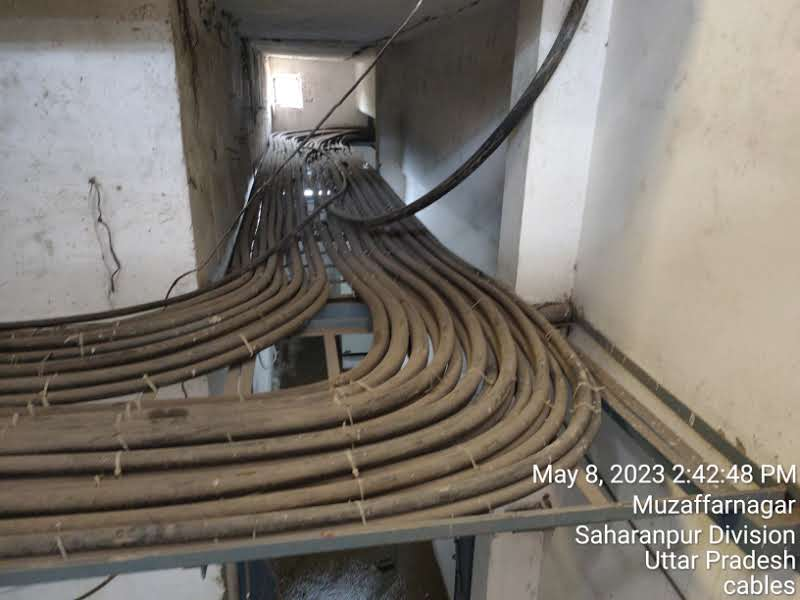 May 8, 2023 2:42:48 PM
Muzaffarnagar
Saharanpur Division
Uttar Pradesh
cables